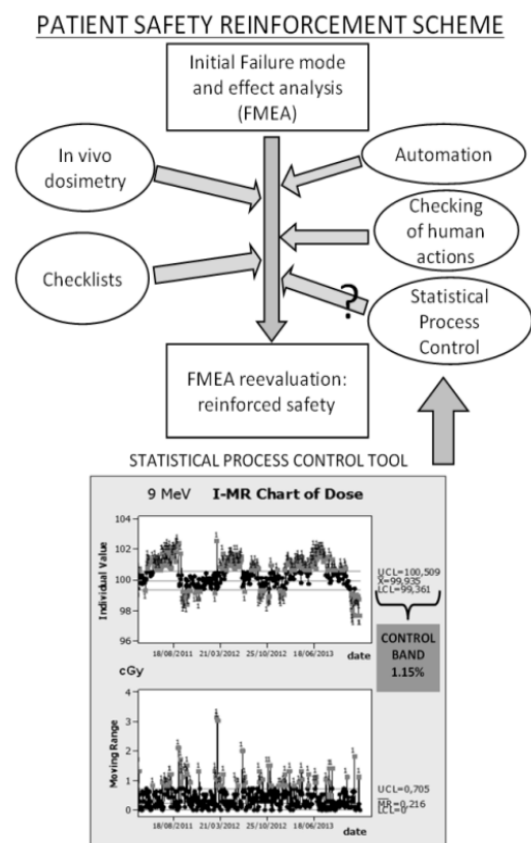 PATIENT SAFETY REINFORCEMENT SCHEME
Initial Failure mode
and effect analysis
(FMEA)
In vivo
dosimetry
Automation
Checking
of human
actions
Checklists
?
Statistical
Process
Control
FMEA reevaluation:
reinforced safety
STATISTICAL PROCESS CONTROL TOOL
9 MeV I-MR Chart of Dose
Individual Value
104
102
100
98
96
UCL=100,509
X=99,935
LCL=99,361
18/08/2011 21/03/2012 25/10/2012 18/06/2013 date
CONTROL
BAND
1.15%
cGy
Moving Range
4
3
2
1
0
UCL=0,705
MR=0,216
LCL=0
18/08/2011 21/03/2012 25/10/2012 18/06/2013 date